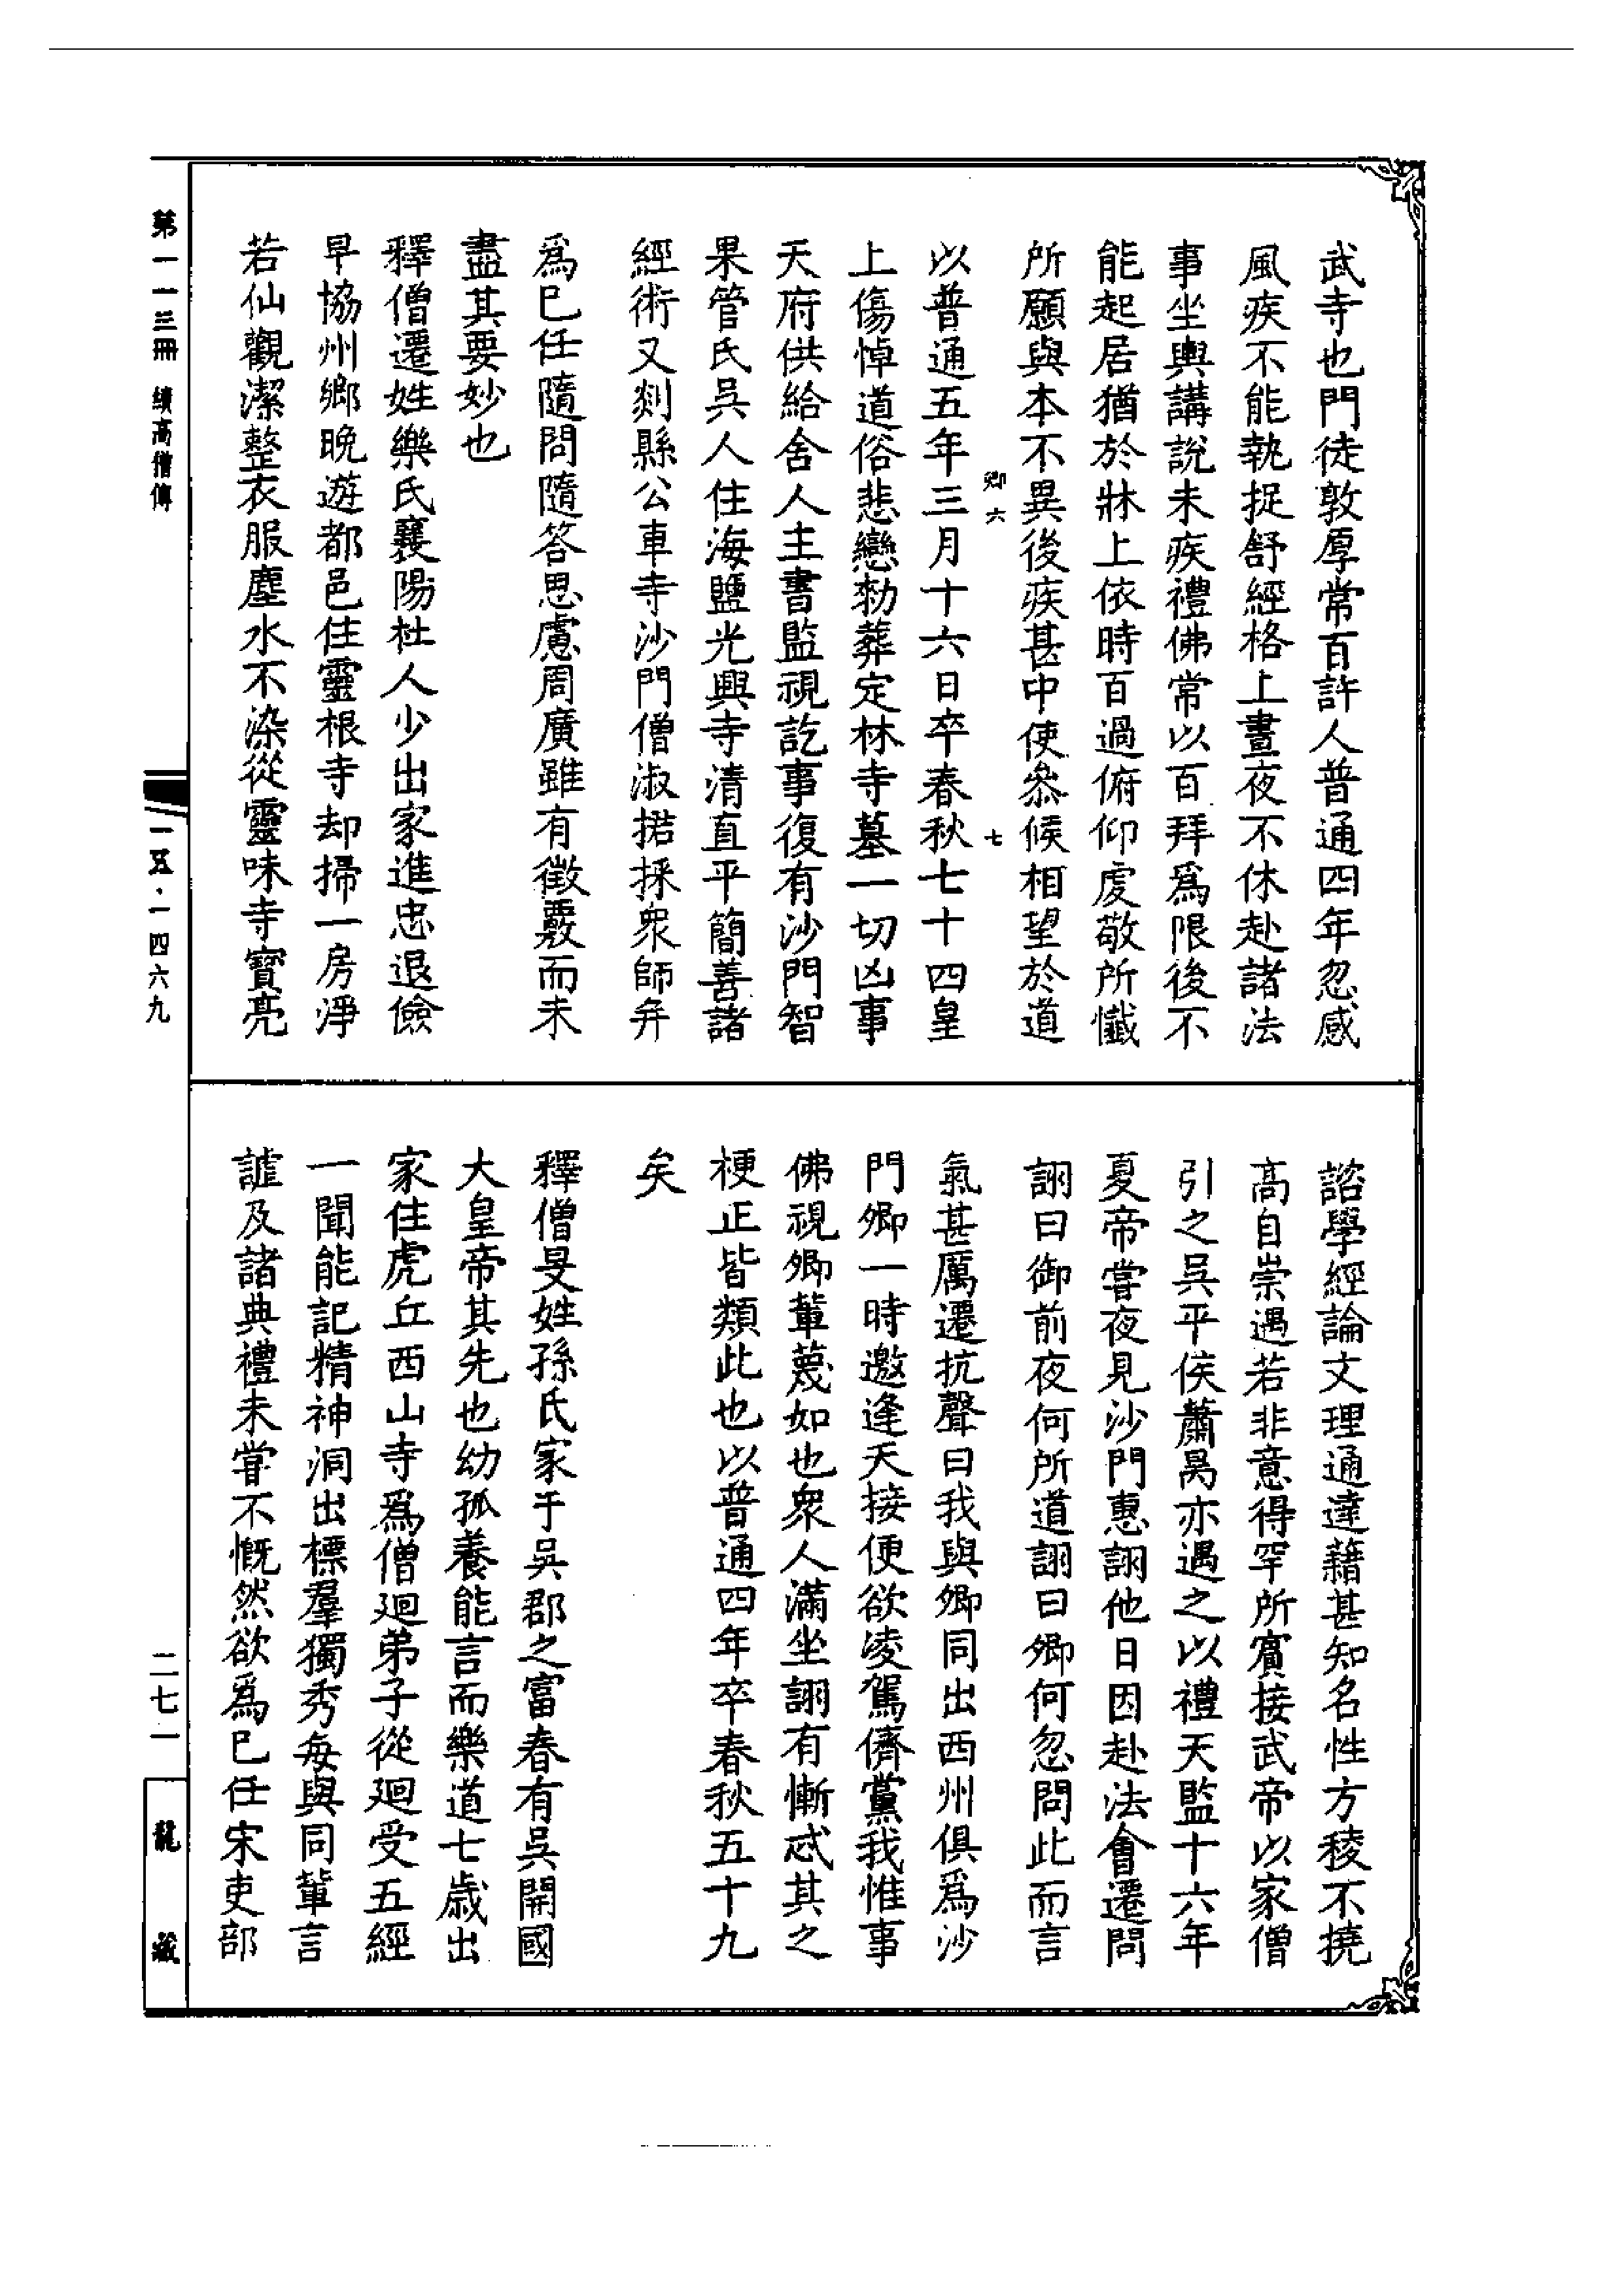 武寺也門徒敦厚常百許人普通四年忽感
風疾不能執捉舒經格上晝夜不休赴諸法
事坐輿講說未疾禮佛常以百拜爲限後不
能起居猶於牀上依時百過俯仰虔敬所懺
所願與本不異後疾甚中使叅候相望於道
卿六 七
以普通五年三月十六日卒春秋七十四皇
上傷悼道俗悲戀勑葬定林寺墓一切凶事
天府供給舍人主書監視訖事復有沙門智
果管氏吳人住海鹽光興寺清直平簡善諸
經術又剡縣公車寺沙門僧淑掿採衆師弁
爲巳任隨問隨答思慮周廣雖有徵覈而未
盡其要妙也
釋僧遷姓樂氏襄陽杜人少出家進忠退儉
早協州鄉晚遊都邑住靈根寺却掃一房淨
若仙觀潔整衣服塵水不染從靈味寺寶亮
諮學經論文理通達藉甚知名性方稜不撓
高自崇遇若非意得罕所賓接武帝以家僧
引之吳平侯蕭昺亦遇之以禮天監十六年
夏帝嘗夜見沙門惠詡他日因赴法會遷問
詡曰御前夜何所道詡曰卿何忽問此而言
氣甚厲遷抗聲曰我與卿同出西州俱爲沙
門卿一時邀逢天接便欲凌駕儕黨我惟事
佛視卿輩蔑如也衆人滿坐詡有慚忒其之
梗正皆類此也以普通四年卒春秋五十九
矣
釋僧旻姓孫氏家于吳郡之富春有吳開國
大皇帝其先也幼孤養能言而樂道七歲出
家住虎丘西山寺爲僧迴弟子從迴受五經
一聞能記精神洞出標羣獨秀每與同輩言
謔及諸典禮未甞不慨然欲爲巳任宋吏部
第一一三冊 續高僧傳
一五·一四六九
二七一
龍藏